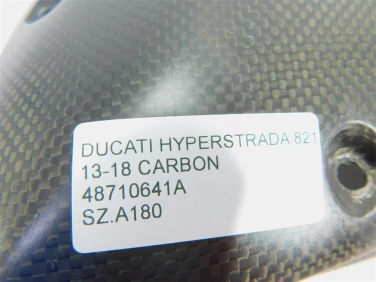 DUCATI HYPERSTRADA 821
13-18 CARBON
48710641A
SZ.A180